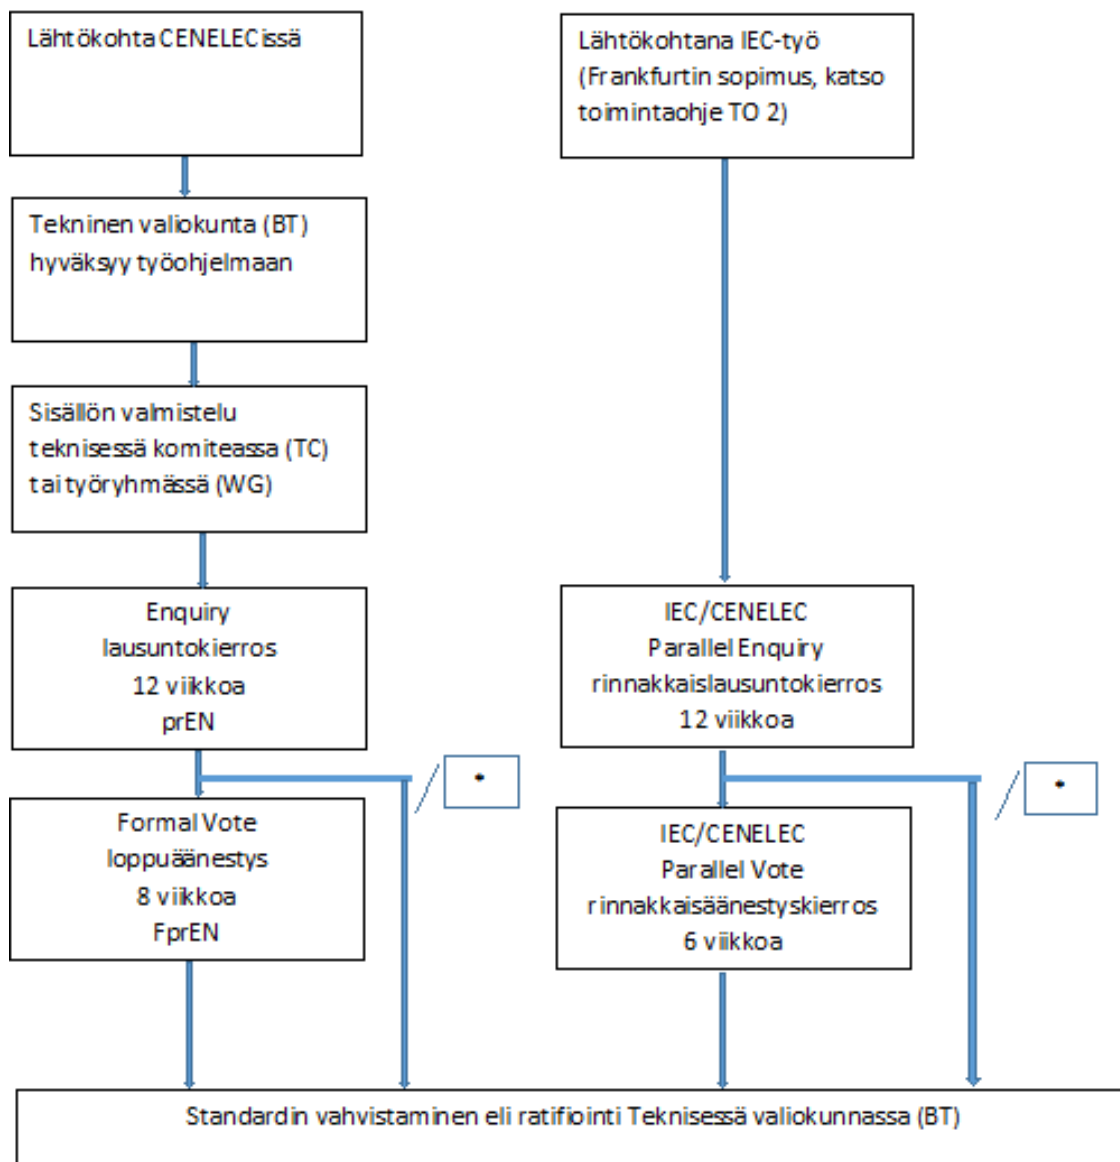 Lähtökohta CENELECissä
Tekninen valiokunta (BT)
hyväksyy työohjelmaan
Sisällön valmistelu
teknisessä komiteassa (TC)
tai työryhmässä (WG)
Enquiry
lausuntokierros
12 viikkoa
prEN
*
Formal Vote
loppuäänestys
8 viikkoa
FprEN
Lähtökohtana IEC-työ
(Frankfurtin sopimus, katso
toimintaohje TO 2)
IEC/CENELEC
Parallel Enquiry
rinnakkaislausuntokierros
12 viikkoa
*
IEC/CENELEC
Parallel Vote
rinnakkaisäänestyskierros
6 viikkoa
Standardin vahvistaminen eli ratifiointi Teknisessä valiokunnassa (BT)